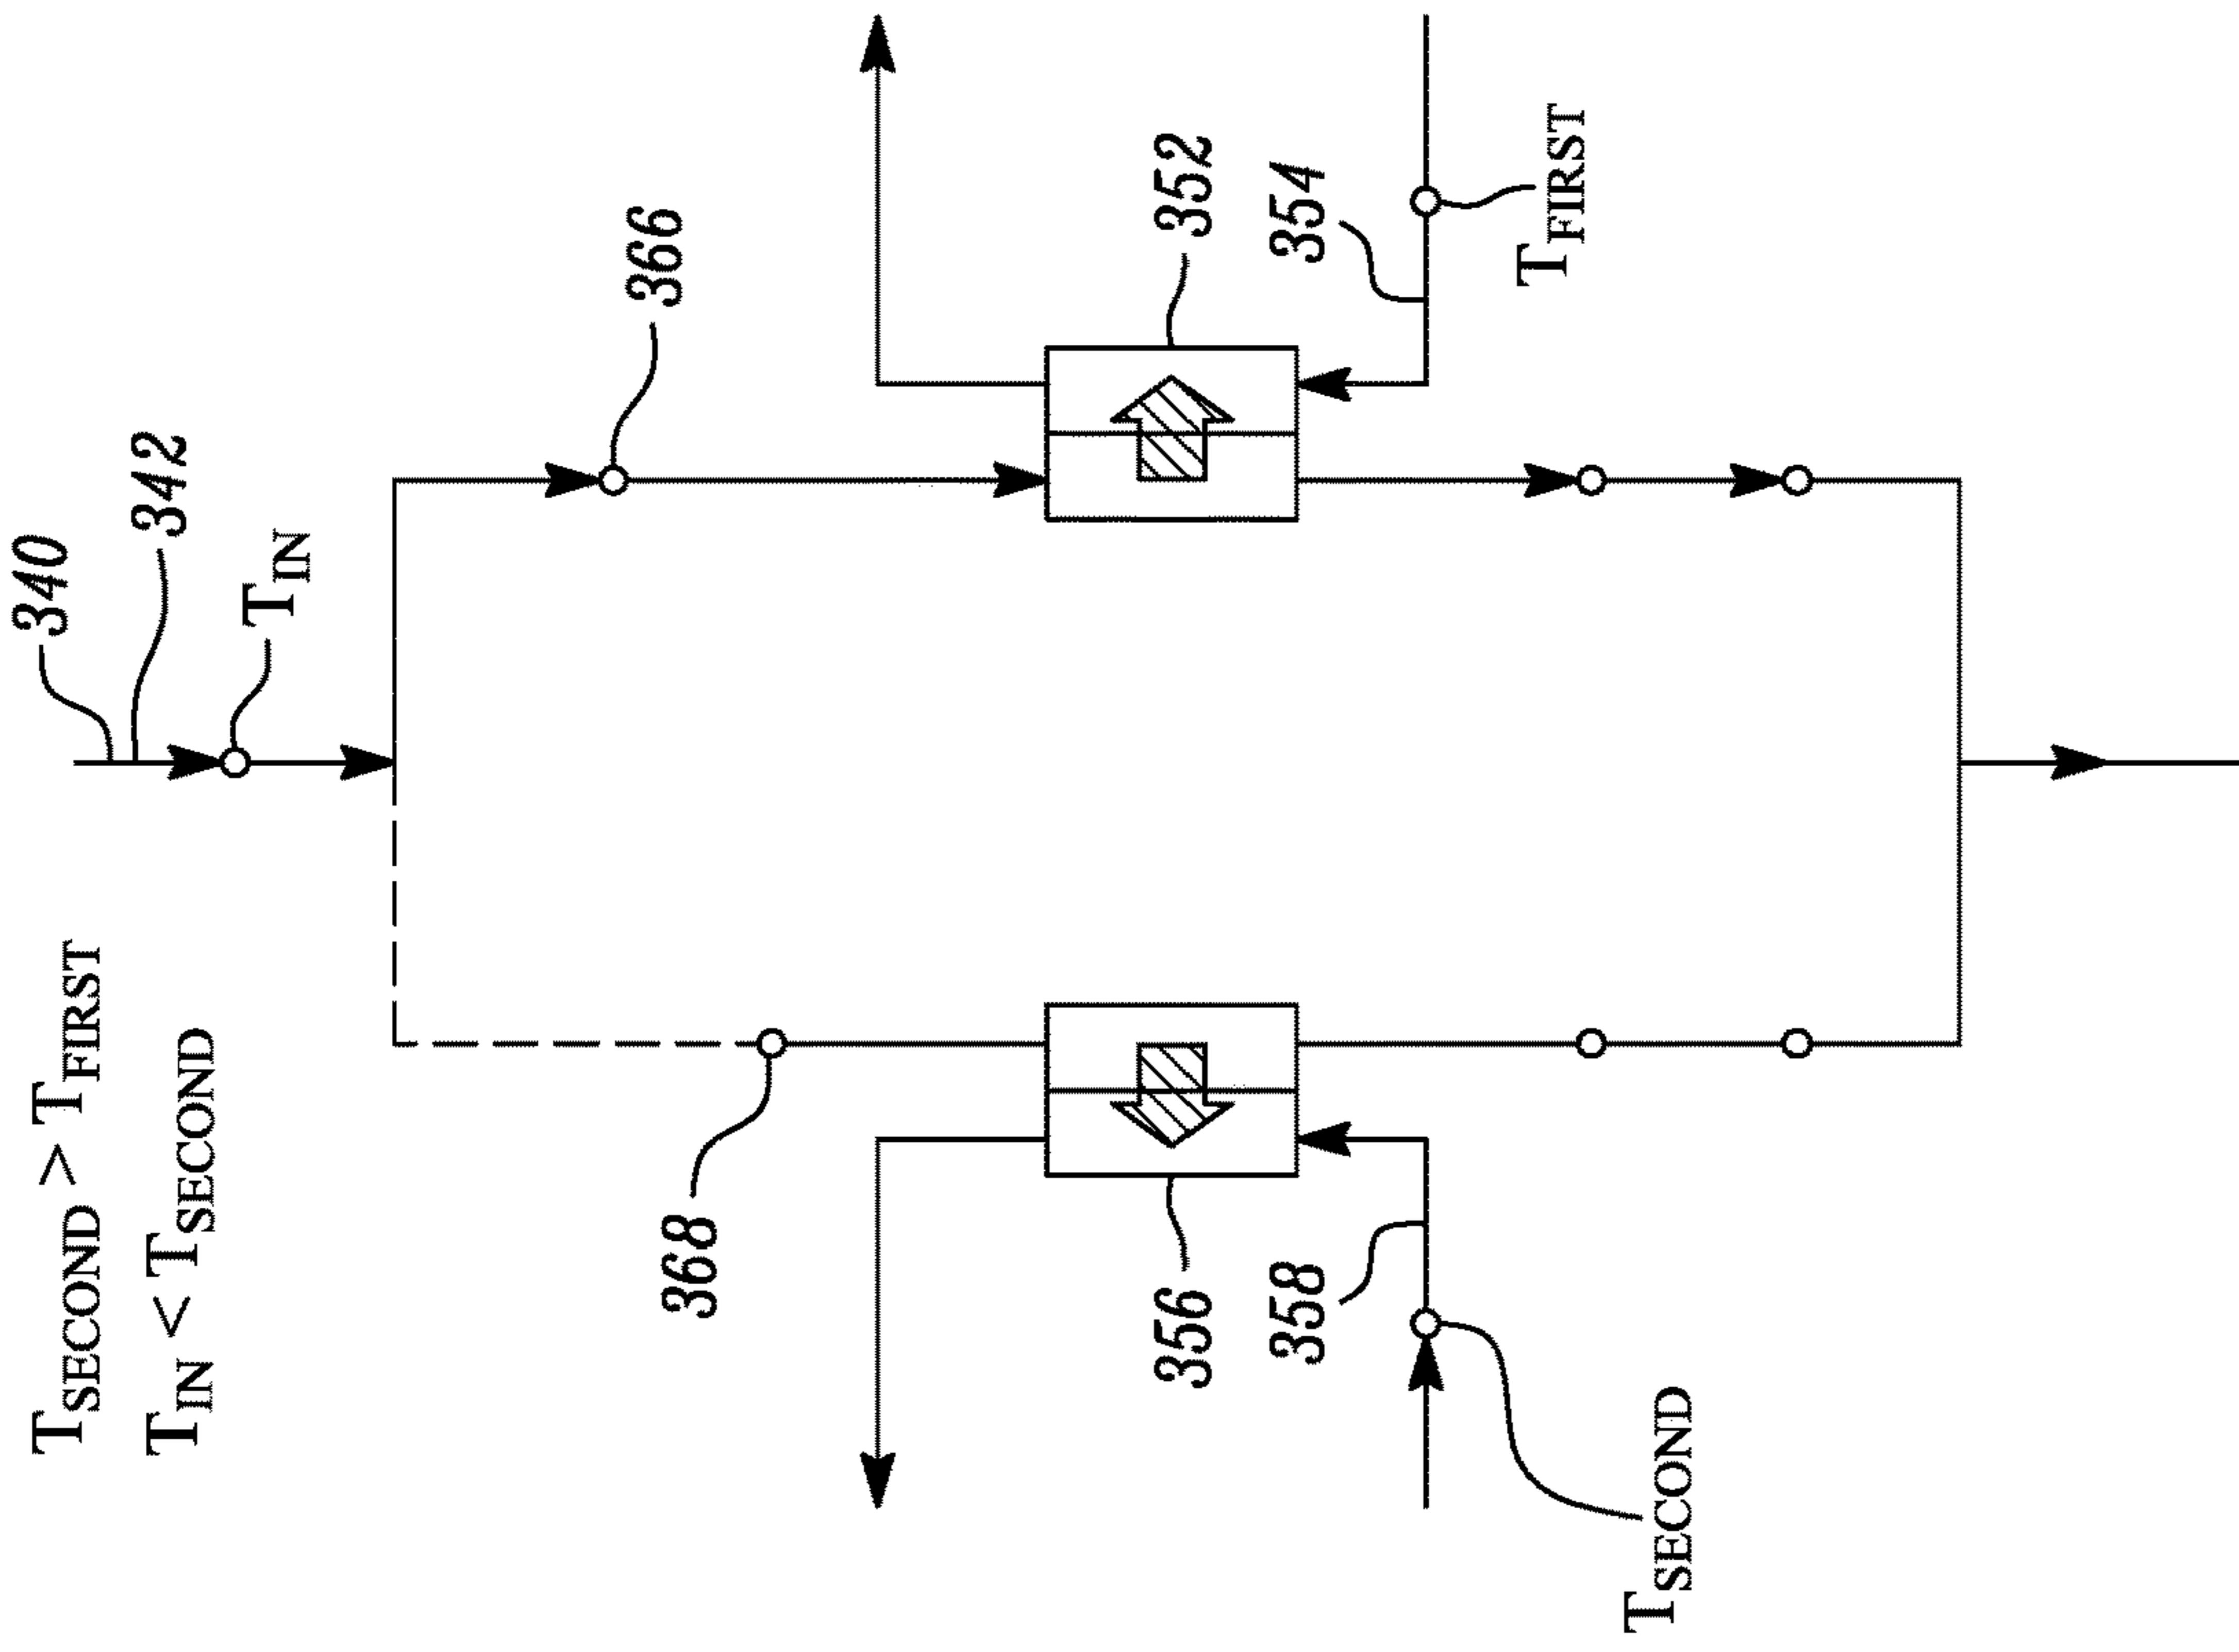 T_SECOND > T_FIRST
T_IN < T_SECOND
340
342
T_IN
366
368
352
354
T_FIRST
356
358
T_SECOND